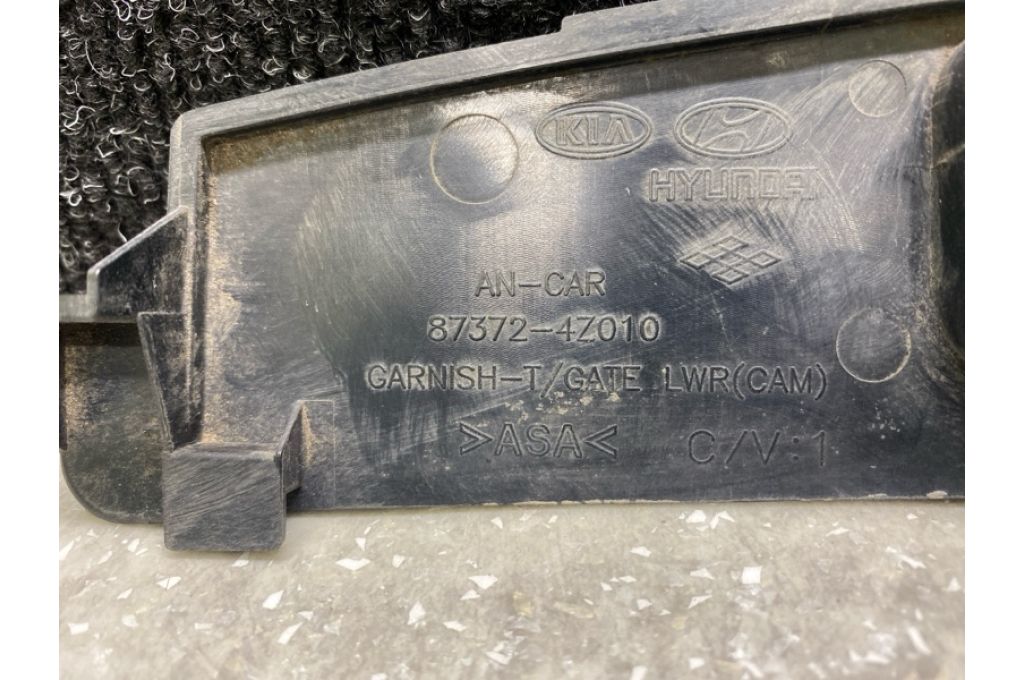 KIA
HYUNDAI
AN-CAR
87372-4Z010
GARNISH-T/GATE LWR(CAM)
>ASA< C/V:1